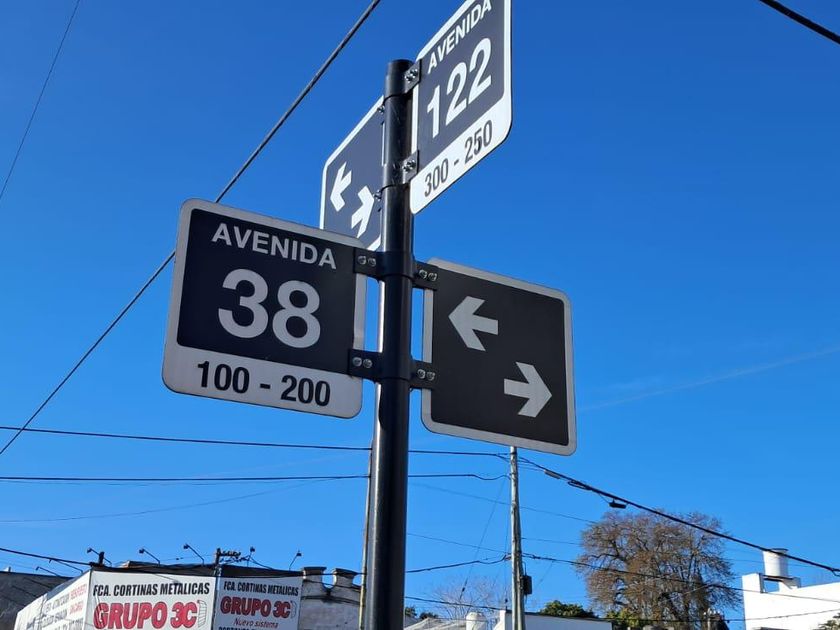 AVENIDA
122
300 - 250
AVENIDA
38
100 - 200
FCA. CORTINAS METALICAS
GRUPO 3C
FCA. CORTINAS METALICAS
GRUPO 3C
Nuevo sistema